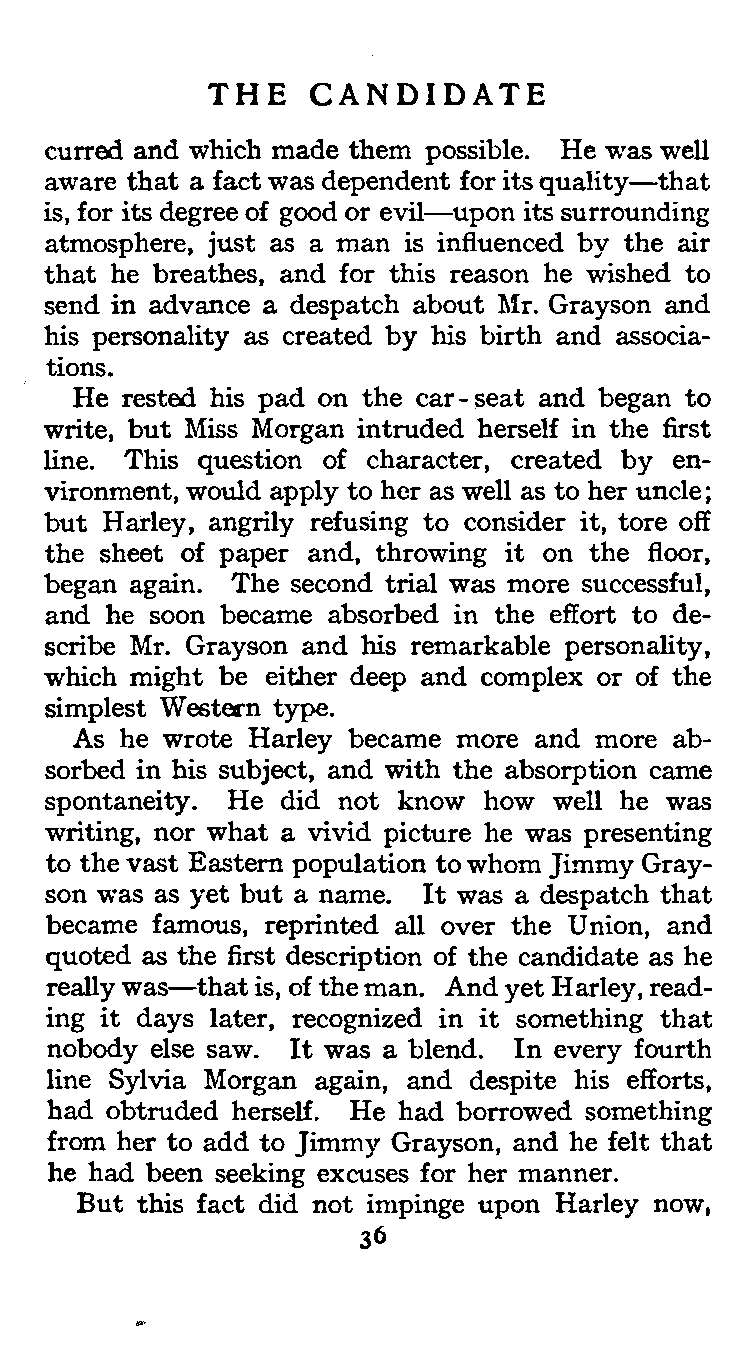 THE CANDIDATE
curred and which made them possible. He was well
aware that a fact was dependent for its quality—that
is, for its degree of good or evil—upon its surrounding
atmosphere, just as a man is influenced by the air
that he breathes, and for this reason he wished to
send in advance a despatch about Mr. Grayson and
his personality as created by his birth and associa-
tions.
He rested his pad on the car-seat and began to
write, but Miss Morgan intruded herself in the first
line. This question of character, created by en-
vironment, would apply to her as well as to her uncle;
but Harley, angrily refusing to consider it, tore off
the sheet of paper and, throwing it on the floor,
began again. The second trial was more successful,
and he soon became absorbed in the effort to de-
scribe Mr. Grayson and his remarkable personality,
which might be either deep and complex or of the
simplest Western type.
As he wrote Harley became more and more ab-
sorbed in his subject, and with the absorption came
spontaneity. He did not know how well he was
writing, nor what a vivid picture he was presenting
to the vast Eastern population to whom Jimmy Gray-
son was as yet but a name. It was a despatch that
became famous, reprinted all over the Union, and
quoted as the first description of the candidate as he
really was—that is, of the man. And yet Harley, read-
ing it days later, recognized in it something that
nobody else saw. It was a blend. In every fourth
line Sylvia Morgan again, and despite his efforts,
had obtruded herself. He had borrowed something
from her to add to Jimmy Grayson, and he felt that
he had been seeking excuses for her manner.
But this fact did not impinge upon Harley now,
36